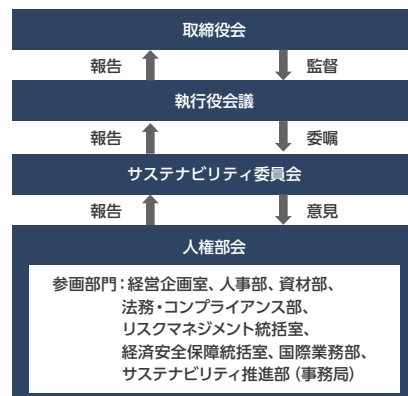 取締役会
報告 監督
執行役会議
報告 委嘱
サステナビリティ委員会
報告 意見
人権部会
参画部門：経営企画室、人事部、資材部、
法務・コンプライアンス部、
リスクマネジメント統括室、
経済安全保障統括室、国際業務部、
サステナビリティ推進部（事務局）